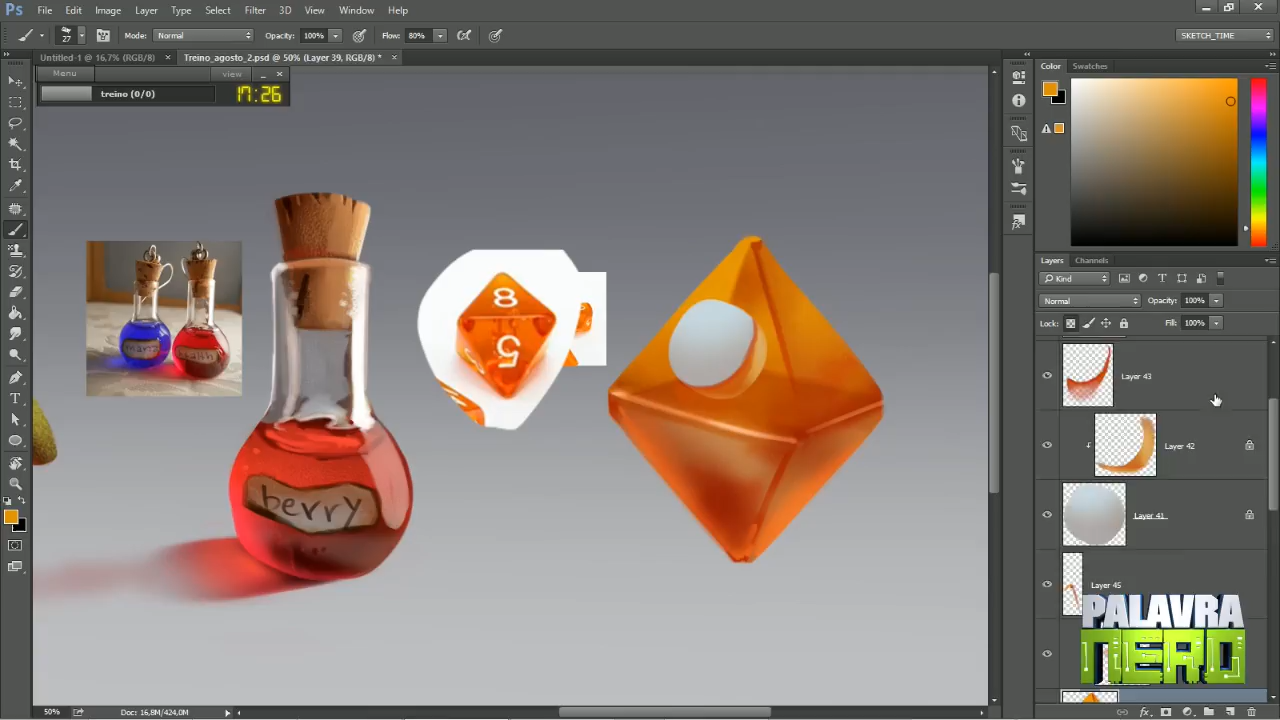 Ps File Edit Image Layer Type Select Filter 3D View Window Help
27 Mode: Normal Opacity: 100% Flow: 80% SKETCH_TIME
Untitled-1 @ 16,7% (RGB/8) × Treino_agosto_2.psd @ 50% (Layer 39, RGB/8) * ×
Menu view
treino (0/0) 17:26
Color Swatches
8
5
berry
Layers Channels
Kind
Normal Opacity: 100%
Lock: Fill: 100%
Layer 43
Layer 42
Layer 41
Layer 45
PALAVRA
NERD
50% Doc: 16,8M/424,0M